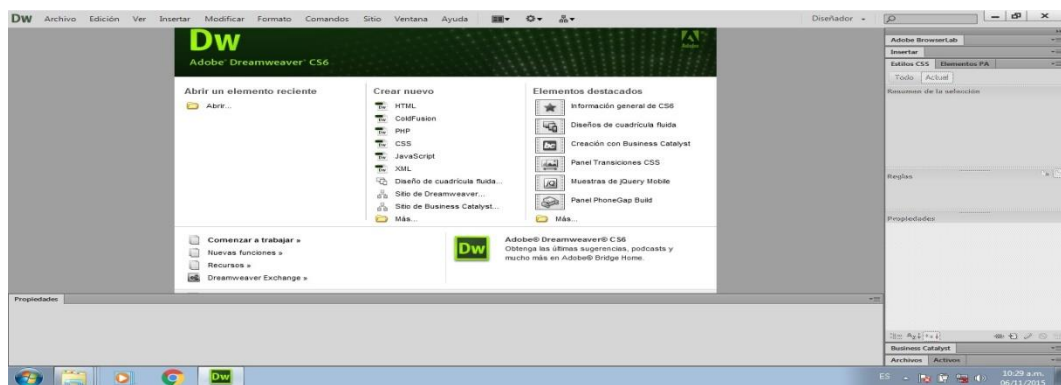 Dw Archivo Edición Ver Insertar Modificar Formato Comandos Sitio Ventana Ayuda Diseñador
Dw
Adobe® Dreamweaver® CS6
Adobe
Abrir un elemento reciente
Abrir...
Crear nuevo
HTML
ColdFusion
PHP
CSS
JavaScript
XML
Diseño de cuadrícula fluida...
Sitio de Dreamweaver...
Sitio de Business Catalyst...
Más...
Elementos destacados
Información general de CS6
Diseños de cuadrícula fluida
Creación con Business Catalyst
Panel Transiciones CSS
Muestras de jQuery Mobile
Panel PhoneGap Build
Más...
Comenzar a trabajar »
Nuevas funciones »
Recursos »
Dreamweaver Exchange »
Dw
Adobe® Dreamweaver® CS6
Obtenga las últimas sugerencias, podcasts y
mucho más en Adobe® Bridge Home.
Adobe BrowserLab
Insertar
Estilos CSS Elementos PA
Todo Actual
Resumen de la selección
Reglas
Propiedades
Business Catalyst
Archivos Activos
Propiedades
Dw
ES
10:29 a.m.
06/11/2015